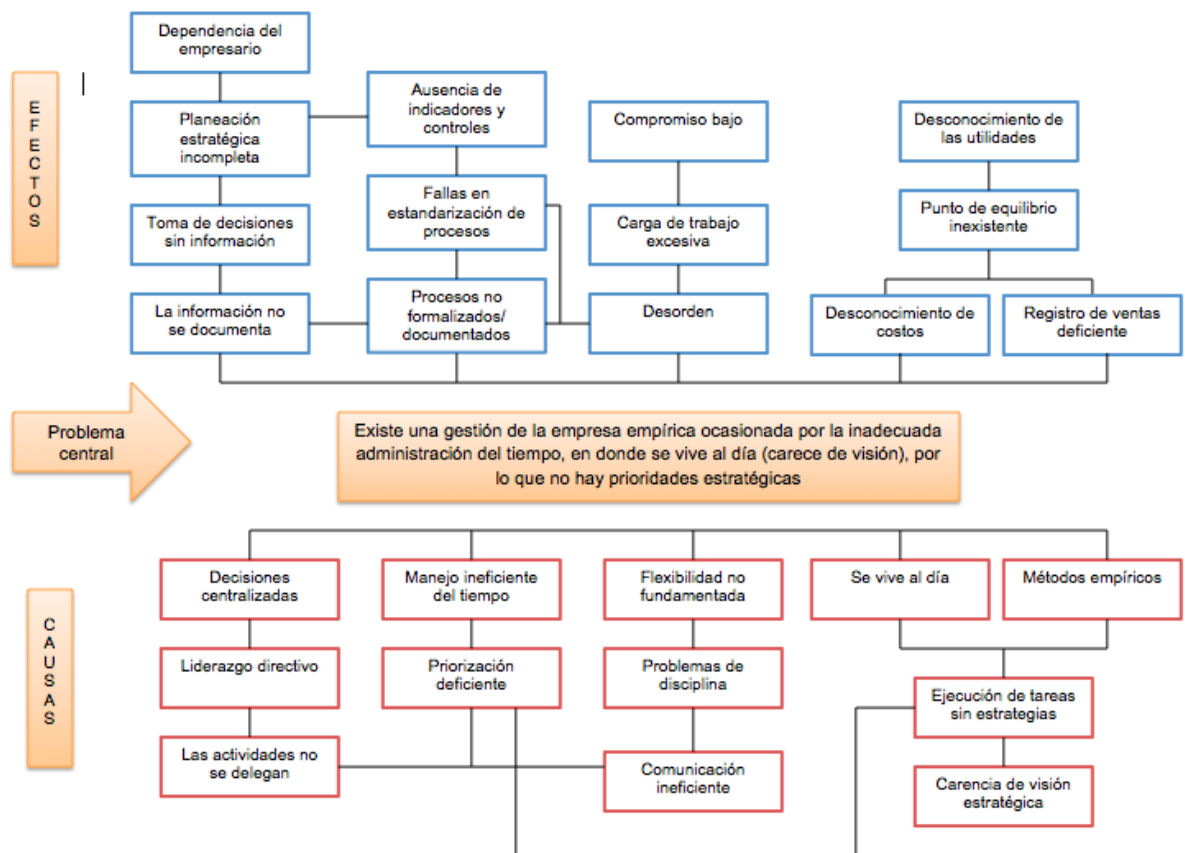 EFECTOS
Dependencia del
empresario
Planeación
estratégica
incompleta
Toma de decisiones
sin información
La información no
se documenta
Ausencia de
indicadores y
controles
Fallas en
estandarización de
procesos
Procesos no
formalizados/
documentados
Compromiso bajo
Carga de trabajo
excesiva
Desorden
Desconocimiento de
las utilidades
Punto de equilibrio
inexistente
Desconocimiento de
costos
Registro de ventas
deficiente
Problema
central
Existe una gestión de la empresa empírica ocasionada por la inadecuada
administración del tiempo, en donde se vive al día (carece de visión), por
lo que no hay prioridades estratégicas
CAUSAS
Decisiones
centralizadas
Liderazgo directivo
Las actividades no
se delegan
Manejo ineficiente
del tiempo
Priorización
deficiente
Flexibilidad no
fundamentada
Problemas de
disciplina
Comunicación
ineficiente
Se vive al día
Métodos empíricos
Ejecución de tareas
sin estrategias
Carencia de visión
estratégica